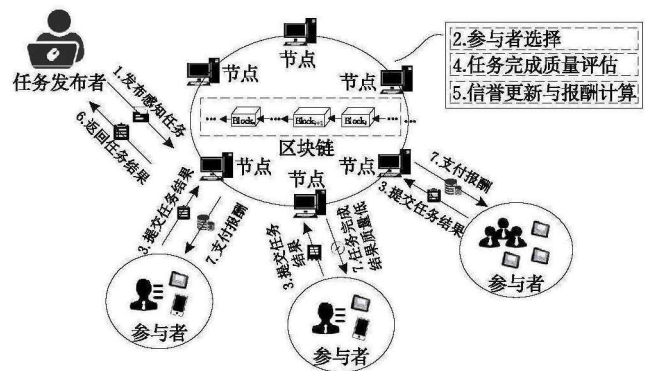 节点
2.参与者选择
4.任务完成质量评估
5.信誉更新与报酬计算
任务发布者
1.发布感知任务
6.返回任务结果
节点
节点
Block
Block
Block
区块链
节点
节点
节点
3.提交任务结果
7.支付报酬
3.提交任务
结果
7.任务完成
结果质量低
7.支付报酬
3.提交任务结果
参与者
参与者
参与者